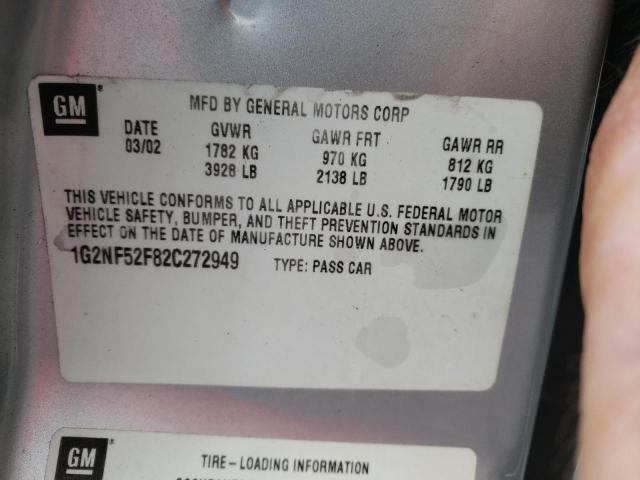 GM
MFD BY GENERAL MOTORS CORP
DATE GVWR GAWR FRT GAWR RR
03/02 1782 KG 970 KG 812 KG
3928 LB 2138 LB 1790 LB
THIS VEHICLE CONFORMS TO ALL APPLICABLE U.S. FEDERAL MOTOR
VEHICLE SAFETY, BUMPER, AND THEFT PREVENTION STANDARDS IN
EFFECT ON THE DATE OF MANUFACTURE SHOWN ABOVE.
1G2NF52F82C272949 TYPE: PASS CAR
GM
TIRE-LOADING INFORMATION